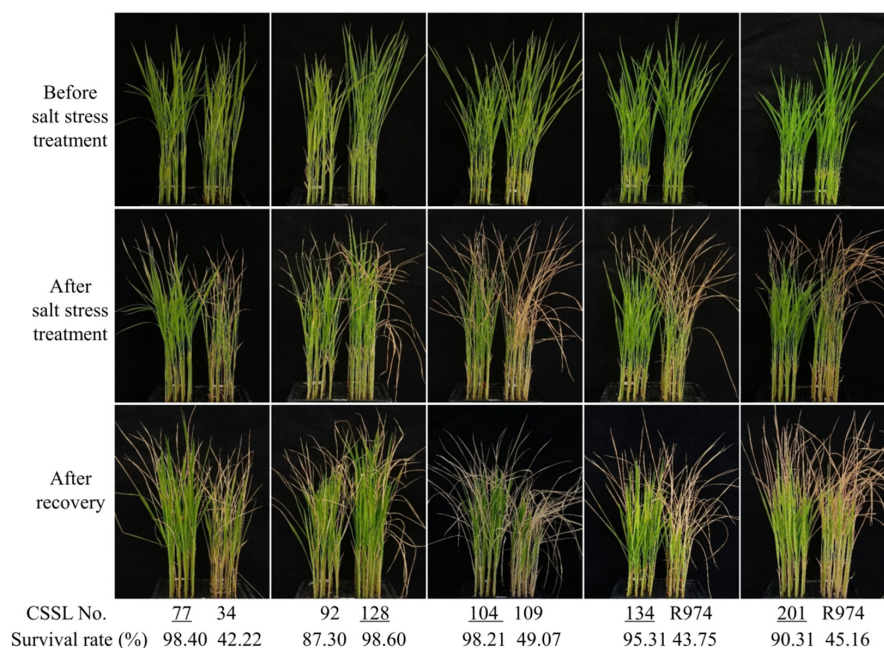 Before
salt stress
treatment
After
salt stress
treatment
After
recovery
CSSL No. 77 34 92 128 104 109 134 R974 201 R974
Survival rate (%) 98.40 42.22 87.30 98.60 98.21 49.07 95.31 43.75 90.31 45.16